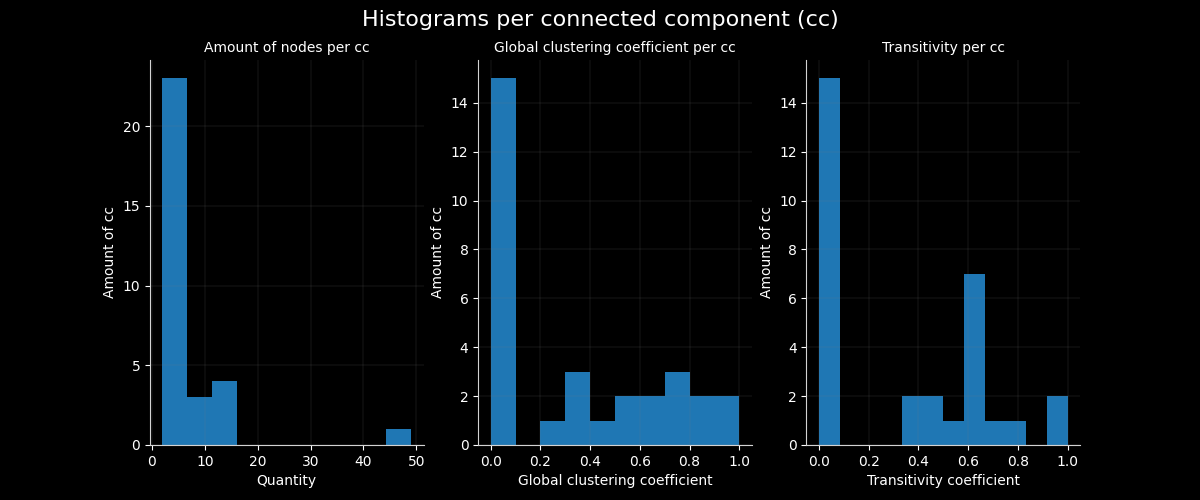 Histograms per connected component (cc)
Amount of nodes per cc
Global clustering coefficient per cc
Transitivity per cc
Amount of cc
20
15
10
5
0
0 10 20 30 40 50
Quantity
Amount of cc
14
12
10
8
6
4
2
0
0.0 0.2 0.4 0.6 0.8 1.0
Global clustering coefficient
Amount of cc
14
12
10
8
6
4
2
0
0.0 0.2 0.4 0.6 0.8 1.0
Transitivity coefficient